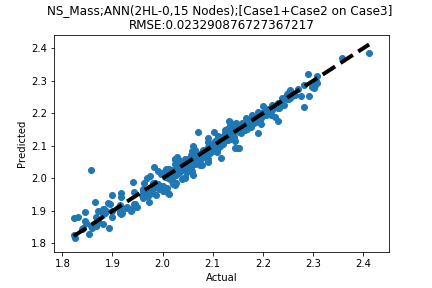 NS_Mass;ANN(2HL-0,15 Nodes);[Case1+Case2 on Case3]
RMSE:0.023290876727367217
2.4
2.3
2.2
2.1
2.0
1.9
1.8
Predicted
1.8 1.9 2.0 2.1 2.2 2.3 2.4
Actual